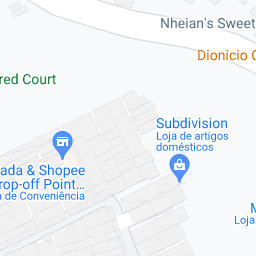 Nheian's Sweet
Dionicio
red Court
Subdivision
Loja de artigos
domésticos
ada & Shopee
rop-off Point...
de Conveniência
M
Loja